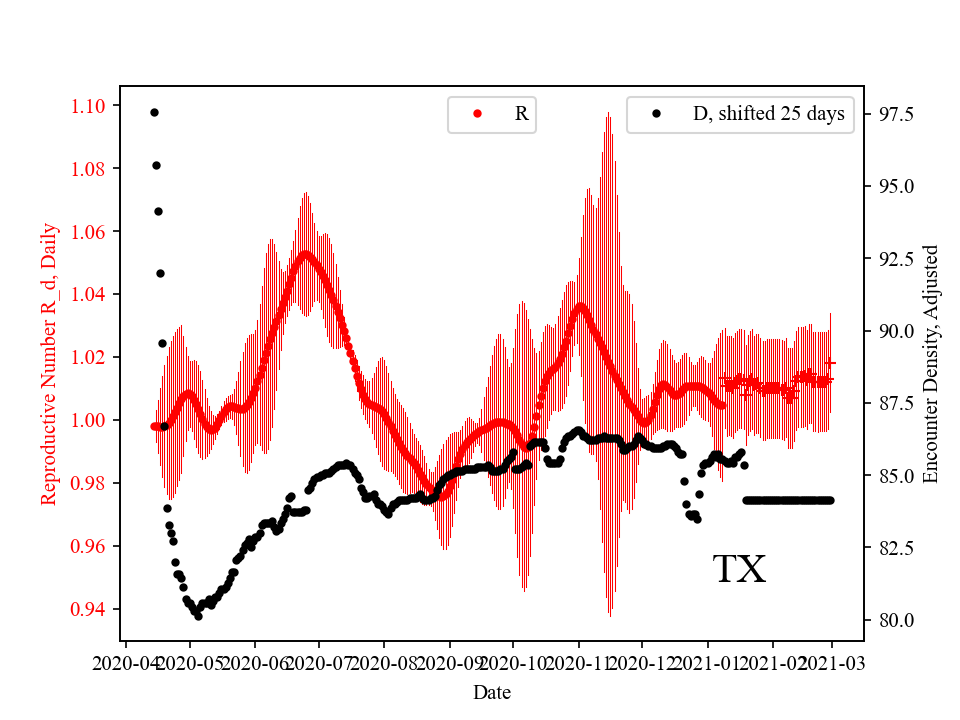 R
D, shifted 25 days
1.10
1.08
1.06
1.04
1.02
1.00
0.98
0.96
0.94
Reproductive Number R_d, Daily
97.5
95.0
92.5
90.0
87.5
85.0
82.5
80.0
Encounter Density, Adjusted
TX
2020-04 2020-05 2020-06 2020-07 2020-08 2020-09 2020-10 2020-11 2020-12 2021-01 2021-02 2021-03
Date